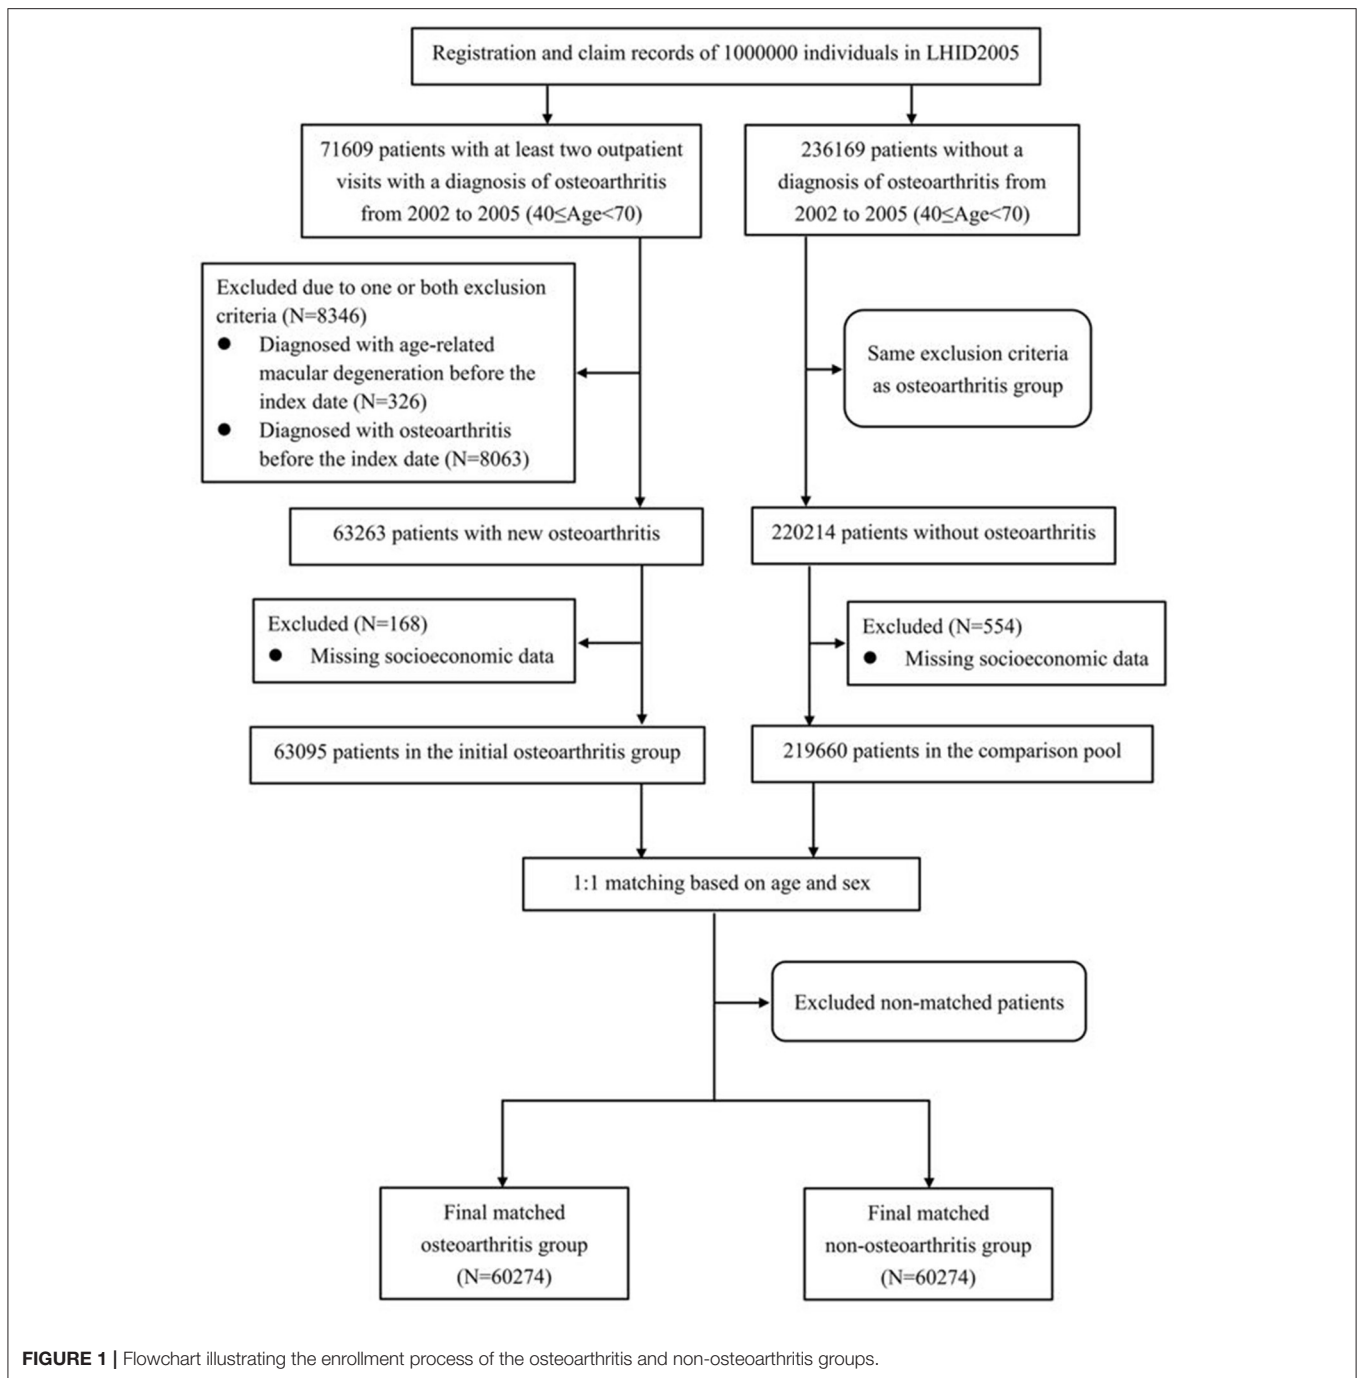 Registration and claim records of 1000000 individuals in LHID2005
71609 patients with at least two outpatient
visits with a diagnosis of osteoarthritis
from 2002 to 2005 (40≤Age<70)
236169 patients without a
diagnosis of osteoarthritis from
2002 to 2005 (40≤Age<70)
Excluded due to one or both exclusion
criteria (N=8346)
● Diagnosed with age-related
macular degeneration before the
index date (N=326)
● Diagnosed with osteoarthritis
before the index date (N=8063)
Same exclusion criteria
as osteoarthritis group
63263 patients with new osteoarthritis
220214 patients without osteoarthritis
Excluded (N=168)
● Missing socioeconomic data
Excluded (N=554)
● Missing socioeconomic data
63095 patients in the initial osteoarthritis group
219660 patients in the comparison pool
1:1 matching based on age and sex
Excluded non-matched patients
Final matched
osteoarthritis group
(N=60274)
Final matched
non-osteoarthritis group
(N=60274)
FIGURE 1 | Flowchart illustrating the enrollment process of the osteoarthritis and non-osteoarthritis groups.